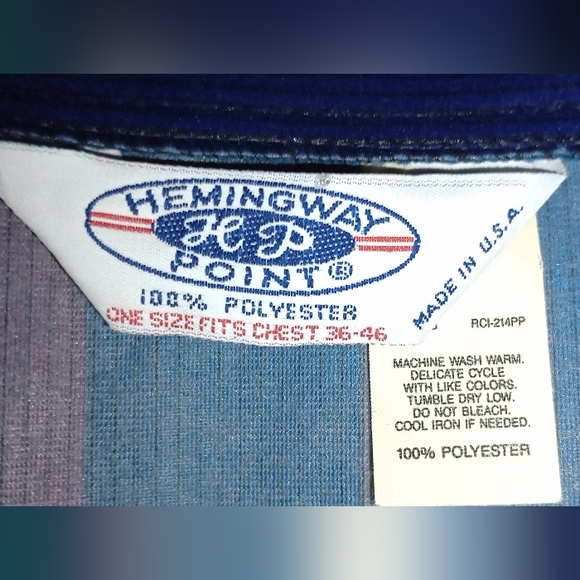 HEMINGWAY
H P
POINT ®
100% POLYESTER
ONE SIZE FITS CHEST 36-46
MADE IN U.S.A.
RCI-214PP
MACHINE WASH WARM.
DELICATE CYCLE
WITH LIKE COLORS.
TUMBLE DRY LOW.
DO NOT BLEACH.
COOL IRON IF NEEDED.
100% POLYESTER